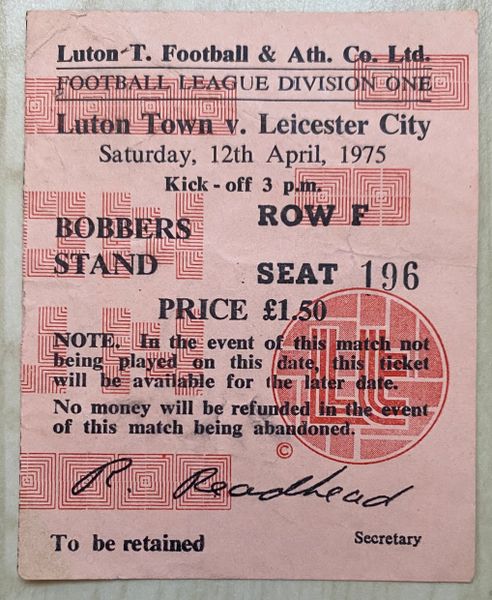 Luton T. Football & Ath. Co. Ltd.
FOOTBALL LEAGUE DIVISION ONE
Luton Town v. Leicester City
Saturday, 12th April, 1975
Kick-off 3 p.m.
BOBBERS STAND
ROW F
SEAT 196
PRICE £1.50
NOTE. In the event of this match not
being played on this date, this ticket
will be available for the later date.
No money will be refunded in the event
of this match being abandoned.
©
R. Readhead
To be retained
Secretary